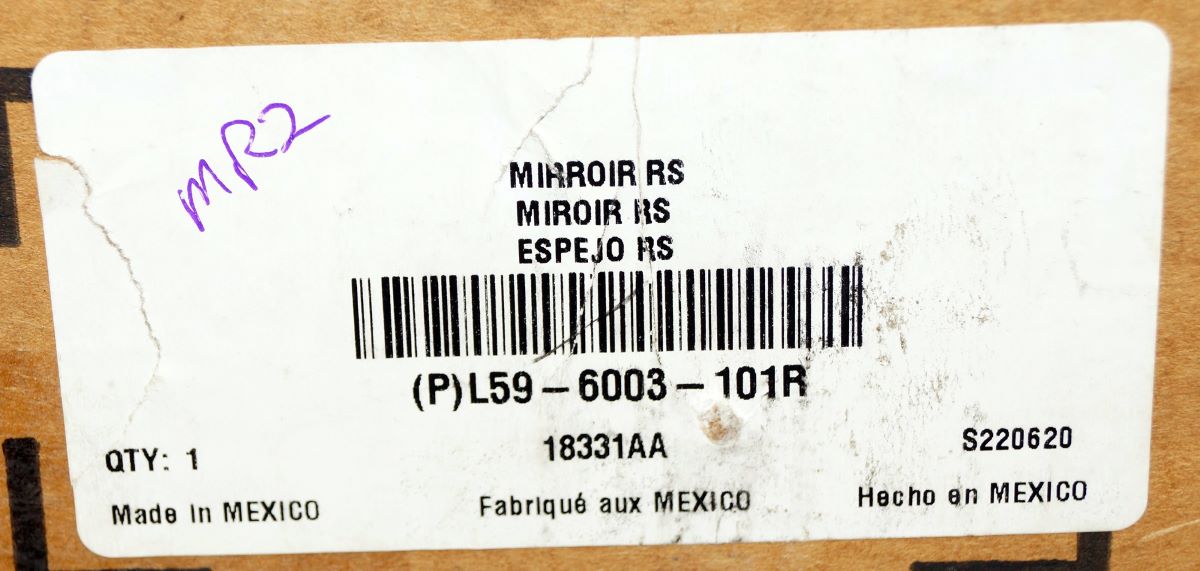 MR2
MIRROIR RS
MIROIR RS
ESPEJO RS
(P)L59-6003-101R
QTY: 1
18331AA
S220620
Made in MEXICO
Fabriqué aux MEXICO
Hecho en MEXICO